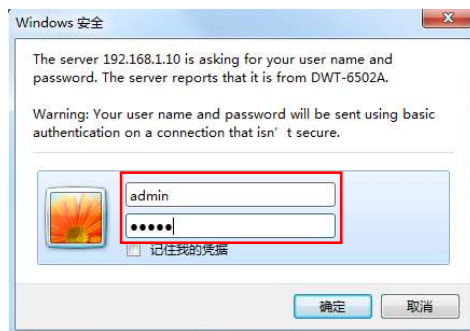 Windows 安全
The server 192.168.1.10 is asking for your user name and
password. The server reports that it is from DWT-6502A.
Warning: Your user name and password will be sent using basic
authentication on a connection that isn' t secure.
admin
●●●●●
记住我的凭据
确定
取消